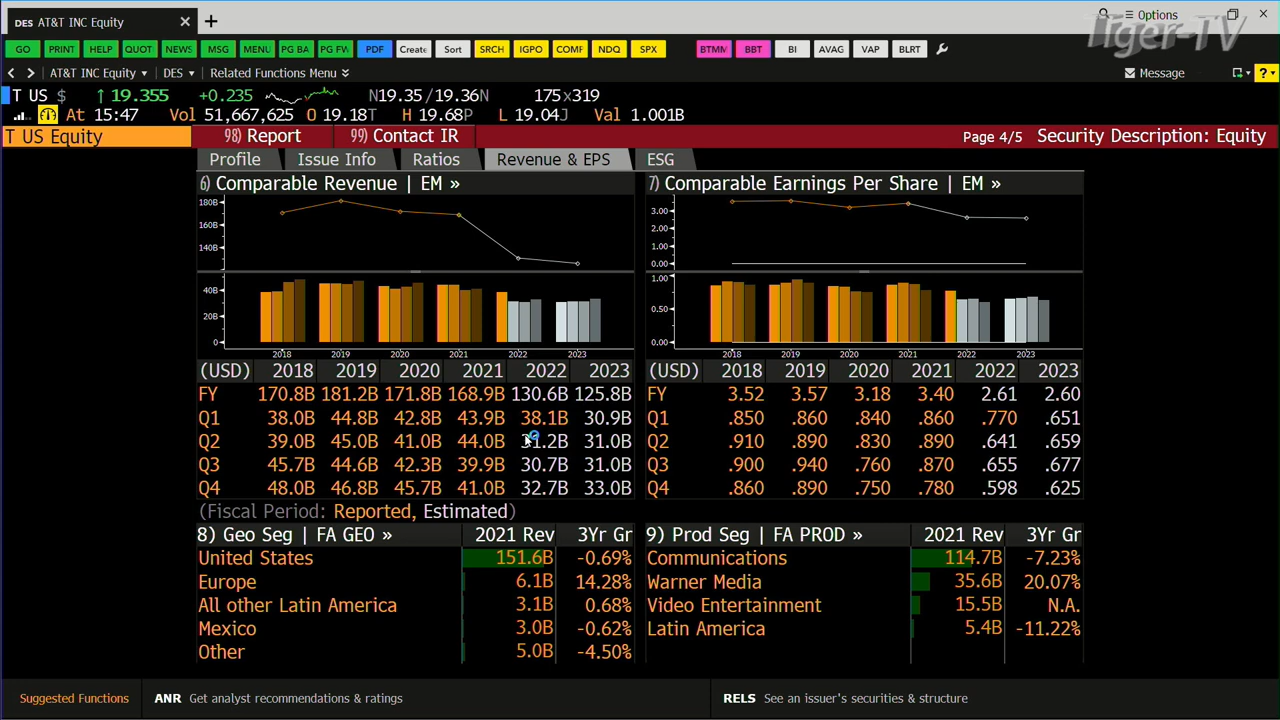 DES AT&T INC Equity
Options
Tiger-TV
GO PRINT HELP QUOT NEWS MSG MENU PG BA PG FW PDF Create Sort SRCH IGPO COMF NDQ SPX BTMM BBT BI AVAG VAP BLRT
AT&T INC Equity DES Related Functions Menu Message ?
T US $ ↑ 19.355 +0.235 N19.35 / 19.36N 175x319
At 15:47 Vol 51,667,625 O 19.18T H 19.68P L 19.04J Val 1.001B
T US Equity 98) Report 99) Contact IR Page 4/5 Security Description: Equity
Profile Issue Info Ratios Revenue & EPS ESG
6) Comparable Revenue | EM »
180B
160B
140B
40B
20B
0
2018 2019 2020 2021 2022 2023
(USD) 2018 2019 2020 2021 2022 2023
FY 170.8B 181.2B 171.8B 168.9B 130.6B 125.8B
Q1 38.0B 44.8B 42.8B 43.9B 38.1B 30.9B
Q2 39.0B 45.0B 41.0B 44.0B 31.2B 31.0B
Q3 45.7B 44.6B 42.3B 39.9B 30.7B 31.0B
Q4 48.0B 46.8B 45.7B 41.0B 32.7B 33.0B
(Fiscal Period: Reported, Estimated)
7) Comparable Earnings Per Share | EM »
3.00
2.00
1.00
0.00
1.00
0.50
0.00
2018 2019 2020 2021 2022 2023
(USD) 2018 2019 2020 2021 2022 2023
FY 3.52 3.57 3.18 3.40 2.61 2.60
Q1 .850 .860 .840 .860 .770 .651
Q2 .910 .890 .830 .890 .641 .659
Q3 .900 .940 .760 .870 .655 .677
Q4 .860 .890 .750 .780 .598 .625
8) Geo Seg | FA GEO » 2021 Rev 3Yr Gr
United States 151.6B -0.69%
Europe 6.1B 14.28%
All other Latin America 3.1B 0.68%
Mexico 3.0B -0.62%
Other 5.0B -4.50%
9) Prod Seg | FA PROD » 2021 Rev 3Yr Gr
Communications 114.7B -7.23%
Warner Media 35.6B 20.07%
Video Entertainment 15.5B N.A.
Latin America 5.4B -11.22%
Suggested Functions ANR Get analyst recommendations & ratings RELS See an issuer's securities & structure